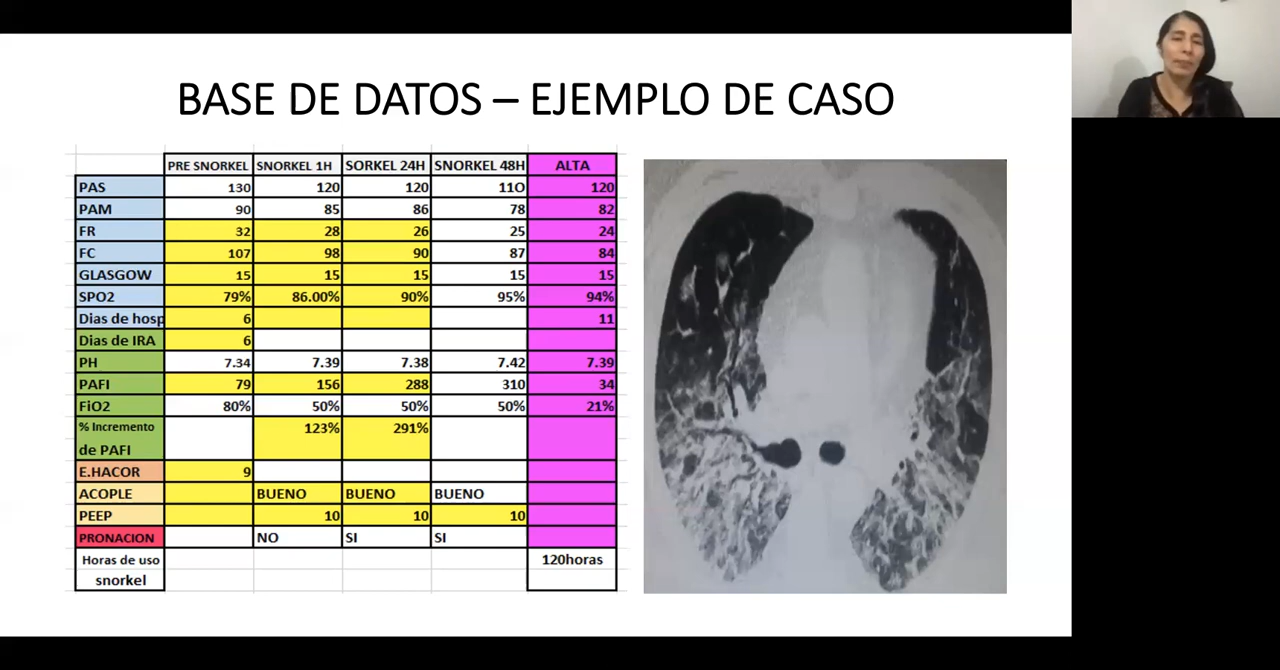 BASE DE DATOS – EJEMPLO DE CASO
PRE SNORKEL SNORKEL 1H SORKEL 24H SNORKEL 48H ALTA
PAS 130 120 120 11O 120
PAM 90 85 86 78 82
FR 32 28 26 25 24
FC 107 98 90 87 84
GLASGOW 15 15 15 15 15
SPO2 79% 86.00% 90% 95% 94%
Dias de hosp 6 11
Dias de IRA 6
PH 7.34 7.39 7.38 7.42 7.39
PAFI 79 156 288 310 34
FiO2 80% 50% 50% 50% 21%
% Incremento 123% 291%
de PAFI
E.HACOR 9
ACOPLE BUENO BUENO BUENO
PEEP 10 10 10
PRONACION NO SI SI
Horas de uso 120horas
snorkel